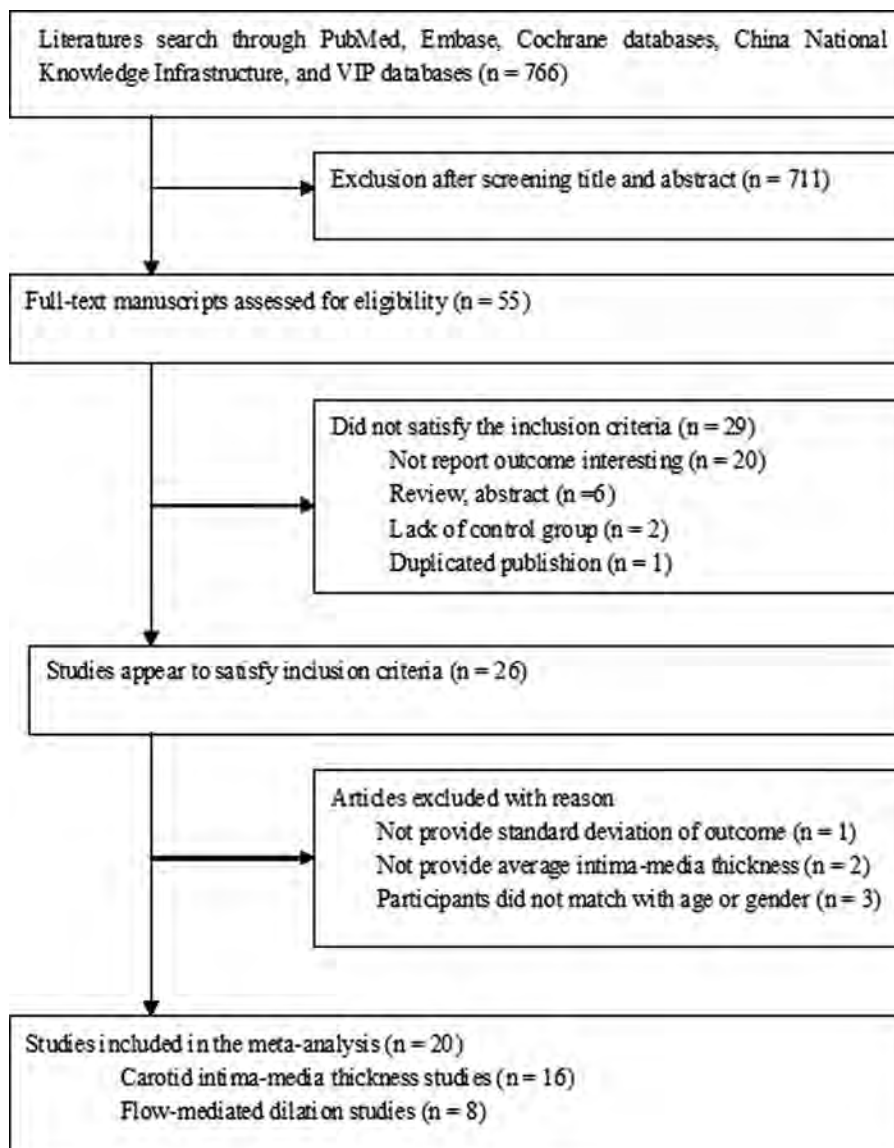 Literatures search through PubMed, Embase, Cochrane databases, China National
Knowledge Infrastructure, and VIP databases (n = 766)
Exclusion after screening title and abstract (n = 711)
Full-text manuscripts assessed for eligibility (n = 55)
Did not satisfy the inclusion criteria (n = 29)
Not report outcome interesting (n = 20)
Review, abstract (n =6)
Lack of control group (n = 2)
Duplicated publishion (n = 1)
Studies appear to satisfy inclusion criteria (n = 26)
Articles excluded with reason
Not provide standard deviation of outcome (n = 1)
Not provide average intima-media thickness (n = 2)
Participants did not match with age or gender (n = 3)
Studies included in the meta-analysis (n = 20)
Carotid intima-media thickness studies (n = 16)
Flow-mediated dilation studies (n = 8)